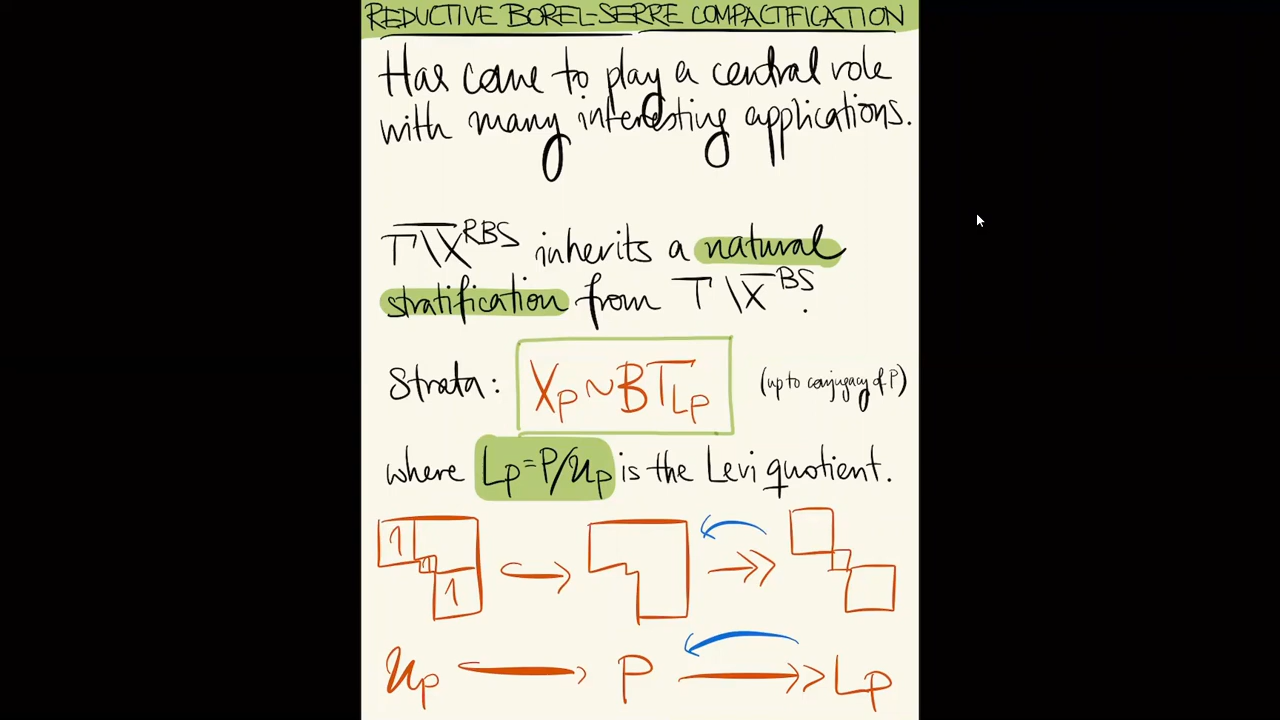 REDUCTIVE BOREL-SERRE COMPACTIFICATION
Has come to play a central role
with many interesting applications.
Γ\X̄ᴿᴮˢ inherits a natural
stratification from Γ\X̄ᴮˢ.
Strata: X_P ~ BΓ_{L_P} (up to conjugacy of P)
where L_P = P/U_P is the Levi quotient.
1
1
1
U_P ↪ P ↠ L_P